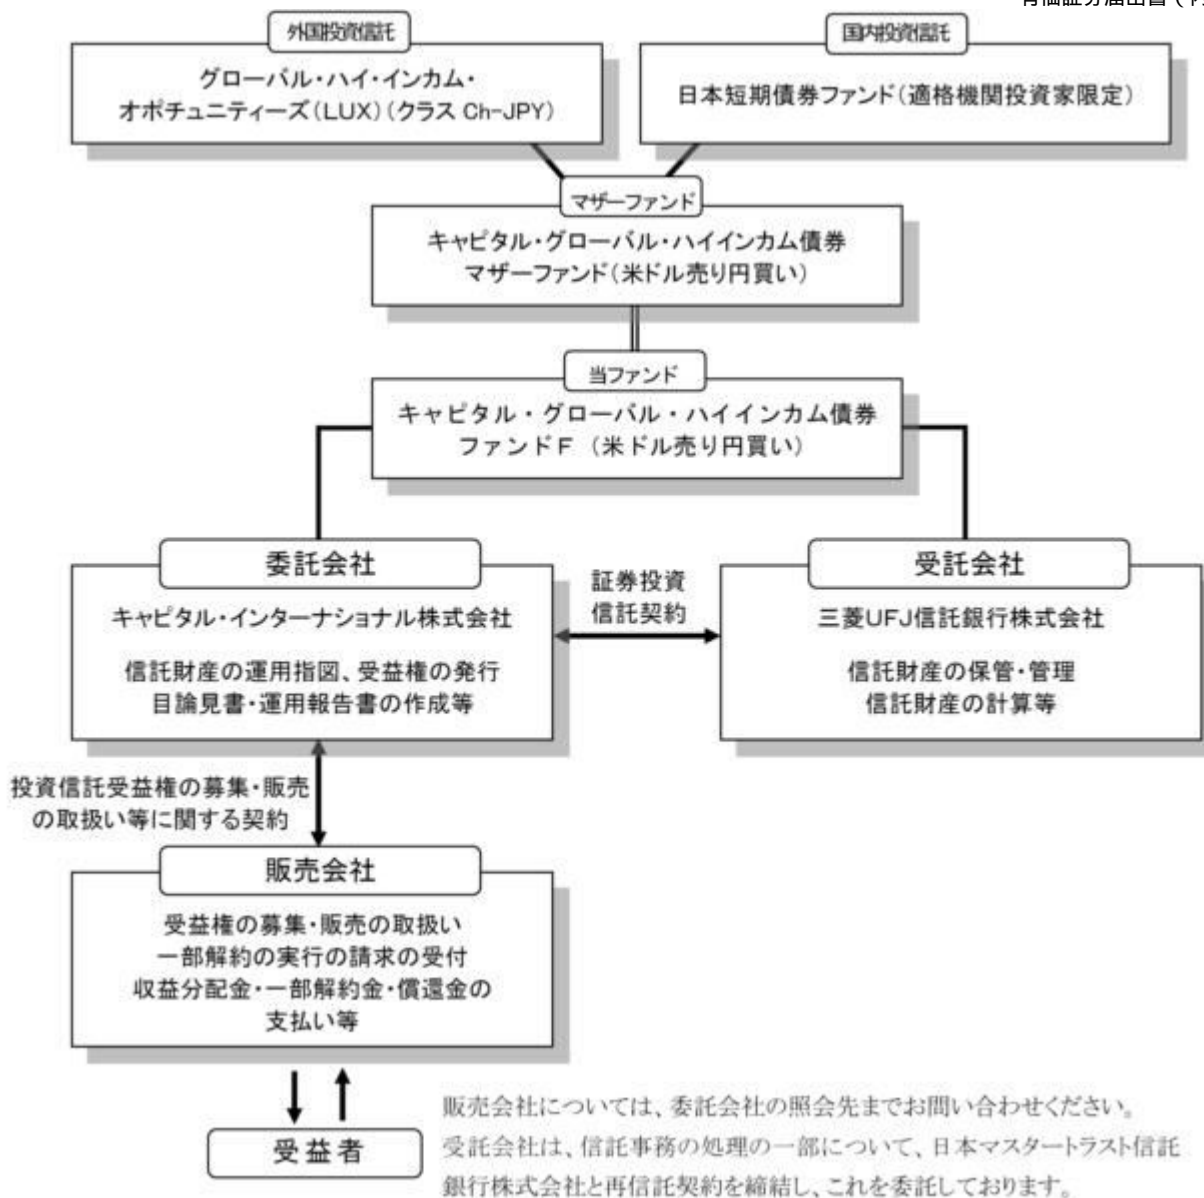 外国投資信託
グローバル・ハイ・インカム・
オポチュニティーズ(LUX)(クラス Ch-JPY)
国内投資信託
日本短期債券ファンド(適格機関投資家限定)
マザーファンド
キャピタル・グローバル・ハイインカム債券
マザーファンド(米ドル売り円買い)
当ファンド
キャピタル・グローバル・ハイインカム債券
ファンドF (米ドル売り円買い)
委託会社
キャピタル・インターナショナル株式会社
信託財産の運用指図、受益権の発行
目論見書・運用報告書の作成等
証券投資
信託契約
受託会社
三菱UFJ信託銀行株式会社
信託財産の保管・管理
信託財産の計算等
投資信託受益権の募集・販売
の取扱い等に関する契約
販売会社
受益権の募集・販売の取扱い
一部解約の実行の請求の受付
収益分配金・一部解約金・償還金の
支払い等
受益者
販売会社については、委託会社の照会先までお問い合わせください。
受託会社は、信託事務の処理の一部について、日本マスタートラスト信託
銀行株式会社と再信託契約を締結し、これを委託しております。